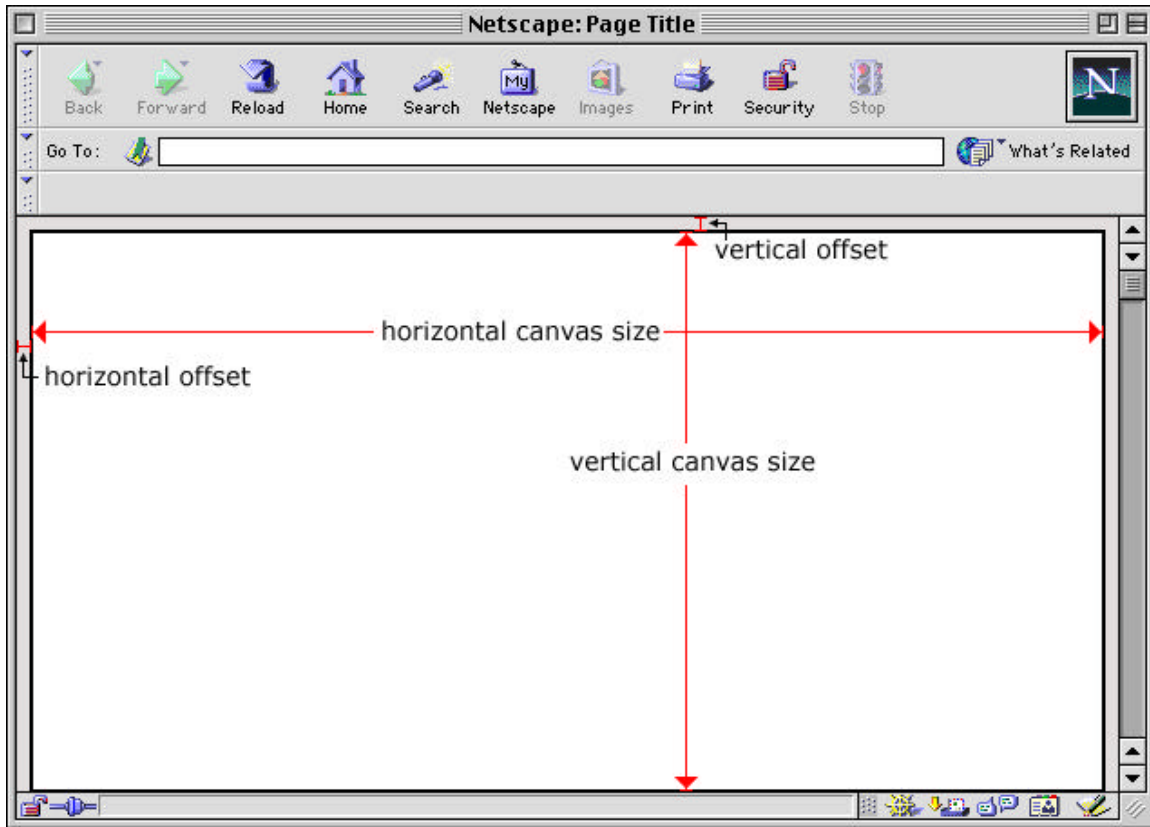 Netscape: Page Title
Back Forward Reload Home Search Netscape Images Print Security Stop
My
N
Go To: What's Related
vertical offset
horizontal canvas size
horizontal offset
vertical canvas size